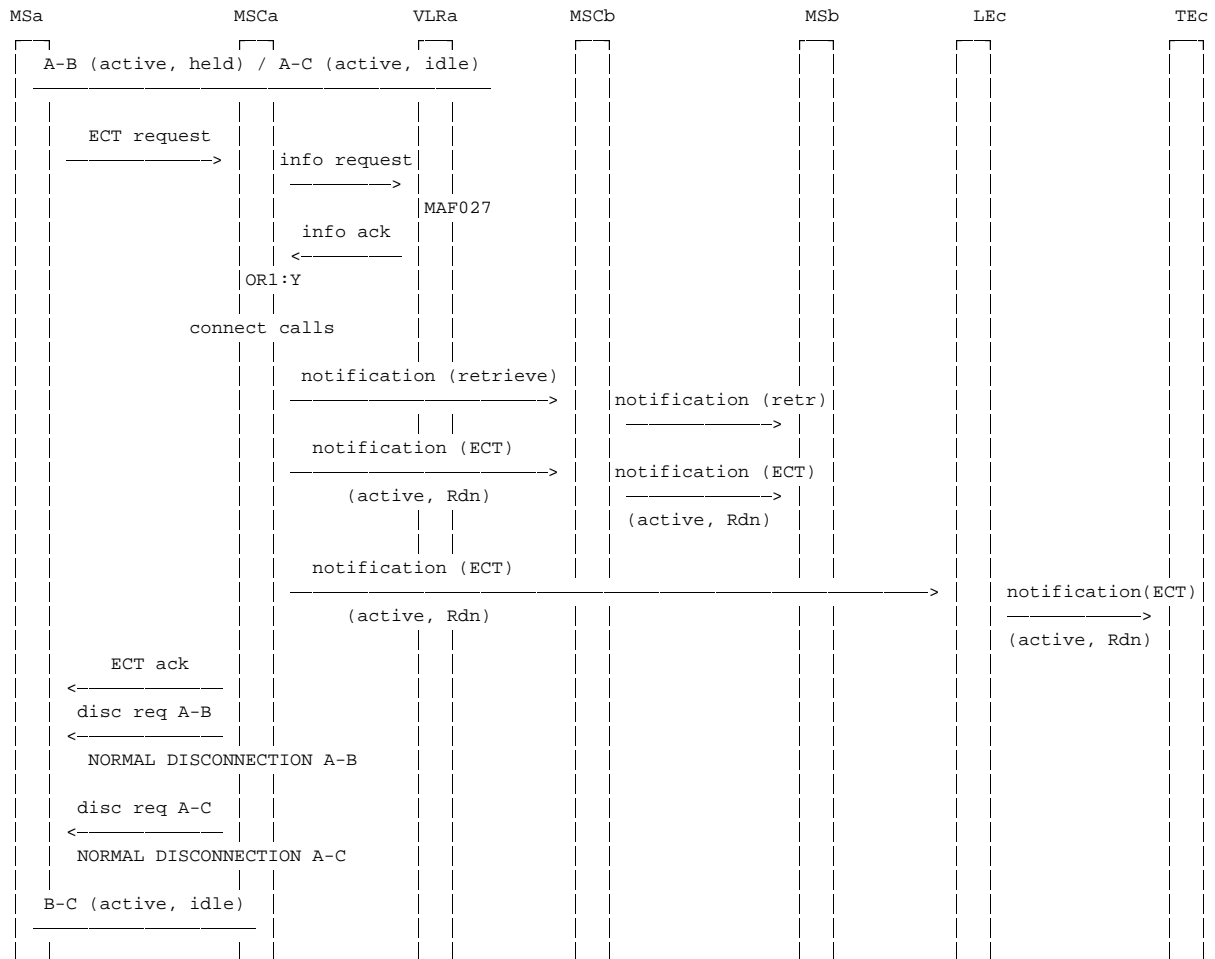 MSa MSCa VLRa MSCb MSb LEc TEc
A-B (active, held) / A-C (active, idle)
ECT request
info request
MAF027
info ack
OR1:Y
connect calls
notification (retrieve)
notification (retr)
notification (ECT)
notification (ECT)
(active, Rdn)
(active, Rdn)
notification (ECT)
notification(ECT)
(active, Rdn)
(active, Rdn)
ECT ack
disc req A-B
NORMAL DISCONNECTION A-B
disc req A-C
NORMAL DISCONNECTION A-C
B-C (active, idle)